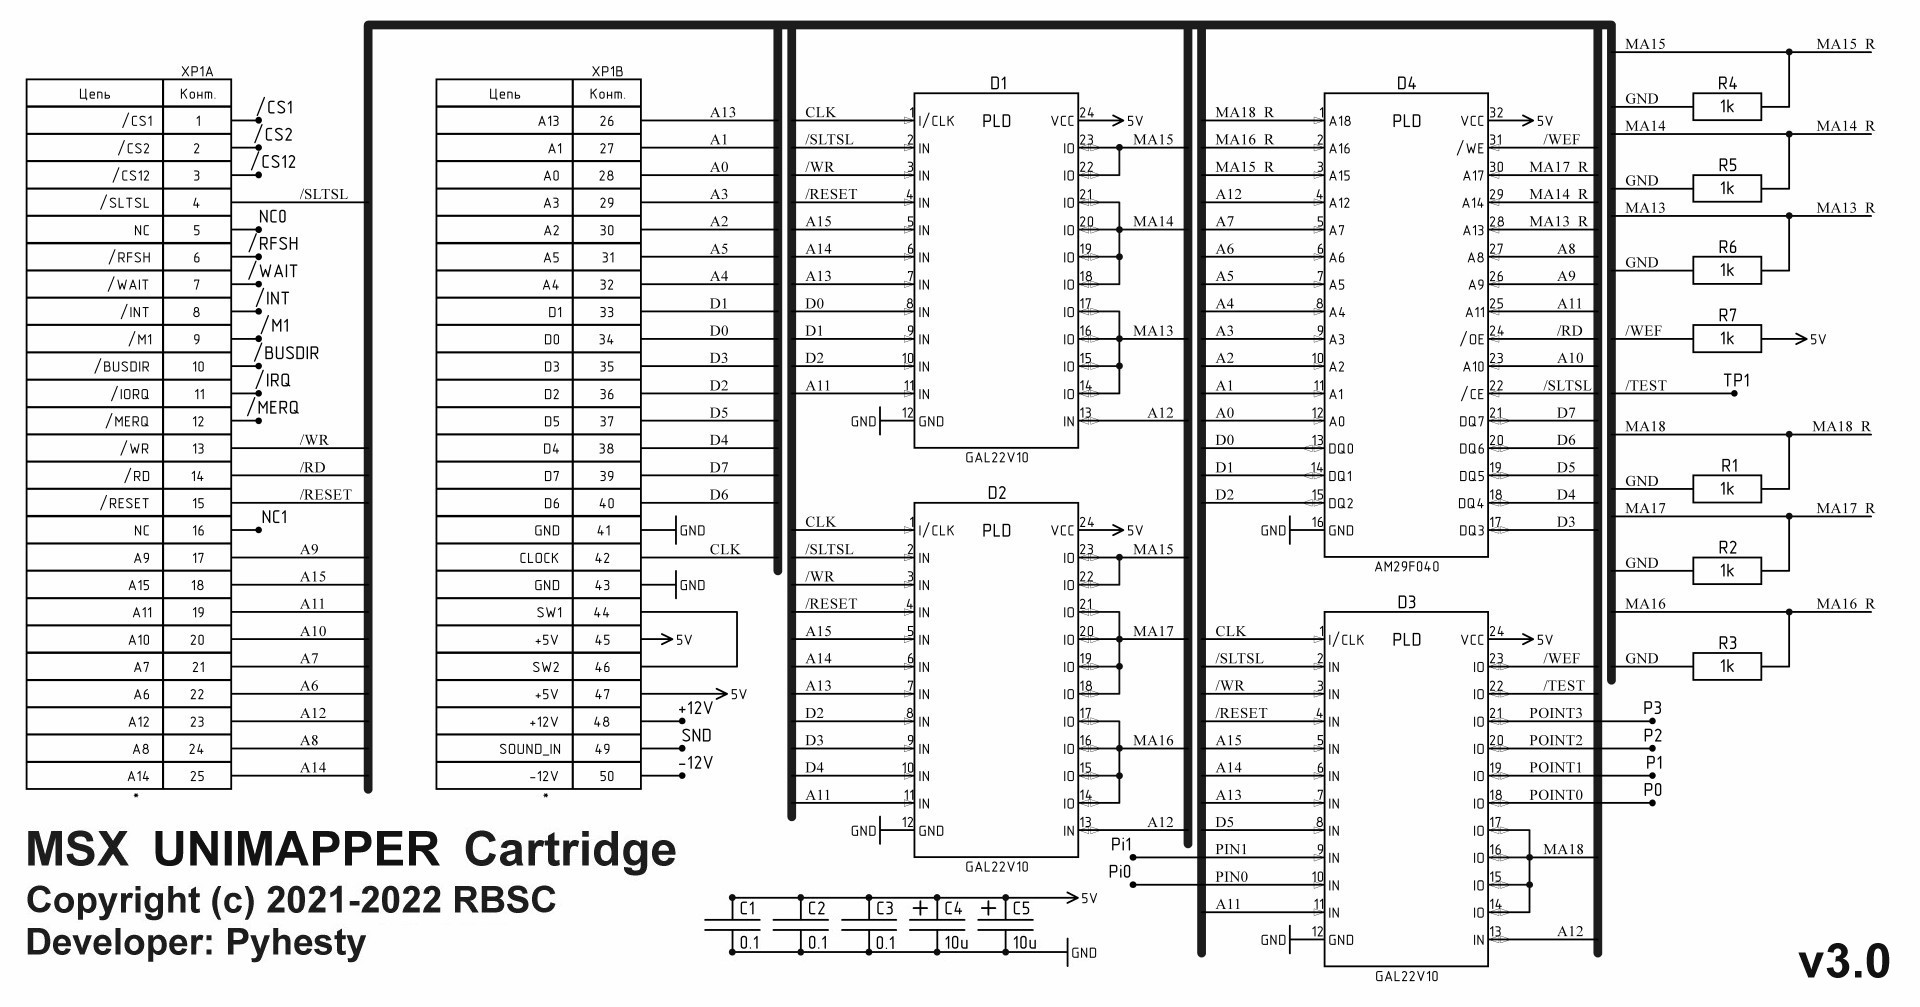 XP1A
Цепь Конт.
/CS1 1 /CS1
/CS2 2 /CS2
/CS12 3 /CS12
/SLTSL 4 /SLTSL
NC 5 NC0
/RFSH 6 /RFSH
/WAIT 7 /WAIT
/INT 8 /INT
/M1 9 /M1
/BUSDIR 10 /BUSDIR
/IORQ 11 /IRQ
/MERQ 12 /MERQ
/WR 13 /WR
/RD 14 /RD
/RESET 15 /RESET
NC 16 NC1
A9 17 A9
A15 18 A15
A11 19 A11
A10 20 A10
A7 21 A7
A6 22 A6
A12 23 A12
A8 24 A8
A14 25 A14
*
XP1B
Цепь Конт.
A13 26 A13
A1 27 A1
A0 28 A0
A3 29 A3
A2 30 A2
A5 31 A5
A4 32 A4
D1 33 D1
D0 34 D0
D3 35 D3
D2 36 D2
D5 37 D5
D4 38 D4
D7 39 D7
D6 40 D6
GND 41 GND
CLOCK 42 CLK
GND 43 GND
SW1 44
+5V 45 5V
SW2 46
+5V 47 5V
+12V 48 +12V
SOUND_IN 49 SND
-12V 50 -12V
*
D1
CLK 1 I/CLK PLD VCC 24 5V
/SLTSL 2 IN IO 23 MA15
/WR 3 IN IO 22
/RESET 4 IN IO 21
A15 5 IN IO 20 MA14
A14 6 IN IO 19
A13 7 IN IO 18
D0 8 IN IO 17
D1 9 IN IO 16 MA13
D2 10 IN IO 15
A11 11 IN IO 14
GND 12 GND IN 13 A12
GAL22V10
D2
CLK 1 I/CLK PLD VCC 24 5V
/SLTSL 2 IN IO 23 MA15
/WR 3 IN IO 22
/RESET 4 IN IO 21
A15 5 IN IO 20 MA17
A14 6 IN IO 19
A13 7 IN IO 18
D2 8 IN IO 17
D3 9 IN IO 16 MA16
D4 10 IN IO 15
A11 11 IN IO 14
GND 12 GND IN 13 A12
GAL22V10
D4
MA18_R 1 A18 PLD VCC 32 5V
MA16_R 2 A16 /WE 31 /WEF
MA15_R 3 A15 A17 30 MA17_R
A12 4 A12 A14 29 MA14_R
A7 5 A7 A13 28 MA13_R
A6 6 A6 A8 27 A8
A5 7 A5 A9 26 A9
A4 8 A4 A11 25 A11
A3 9 A3 /OE 24 /RD
A2 10 A2 A10 23 A10
A1 11 A1 /CE 22 /SLTSL
A0 12 A0 DQ7 21 D7
D0 13 DQ0 DQ6 20 D6
D1 14 DQ1 DQ5 19 D5
D2 15 DQ2 DQ4 18 D4
GND 16 GND DQ3 17 D3
AM29F040
D3
CLK 1 I/CLK PLD VCC 24 5V
/SLTSL 2 IN IO 23 /WEF
/WR 3 IN IO 22 /TEST
/RESET 4 IN IO 21 POINT3 P3
A15 5 IN IO 20 POINT2 P2
A14 6 IN IO 19 POINT1 P1
A13 7 IN IO 18 POINT0 P0
D5 8 IN IO 17
Pi1 PIN1 9 IN IO 16 MA18
Pi0 PIN0 10 IN IO 15
A11 11 IN IO 14
GND 12 GND IN 13 A12
GAL22V10
MA15 MA15_R
R4
GND 1k
MA14 MA14_R
R5
GND 1k
MA13 MA13_R
R6
GND 1k
R7
/WEF 1k 5V
/TEST TP1
MA18 MA18_R
R1
GND 1k
MA17 MA17_R
R2
GND 1k
MA16 MA16_R
R3
GND 1k
5V
C1 C2 C3 + C4 + C5
0.1 0.1 0.1 10u 10u
GND
MSX UNIMAPPER Cartridge
Copyright (c) 2021-2022 RBSC
Developer: Pyhesty
v3.0